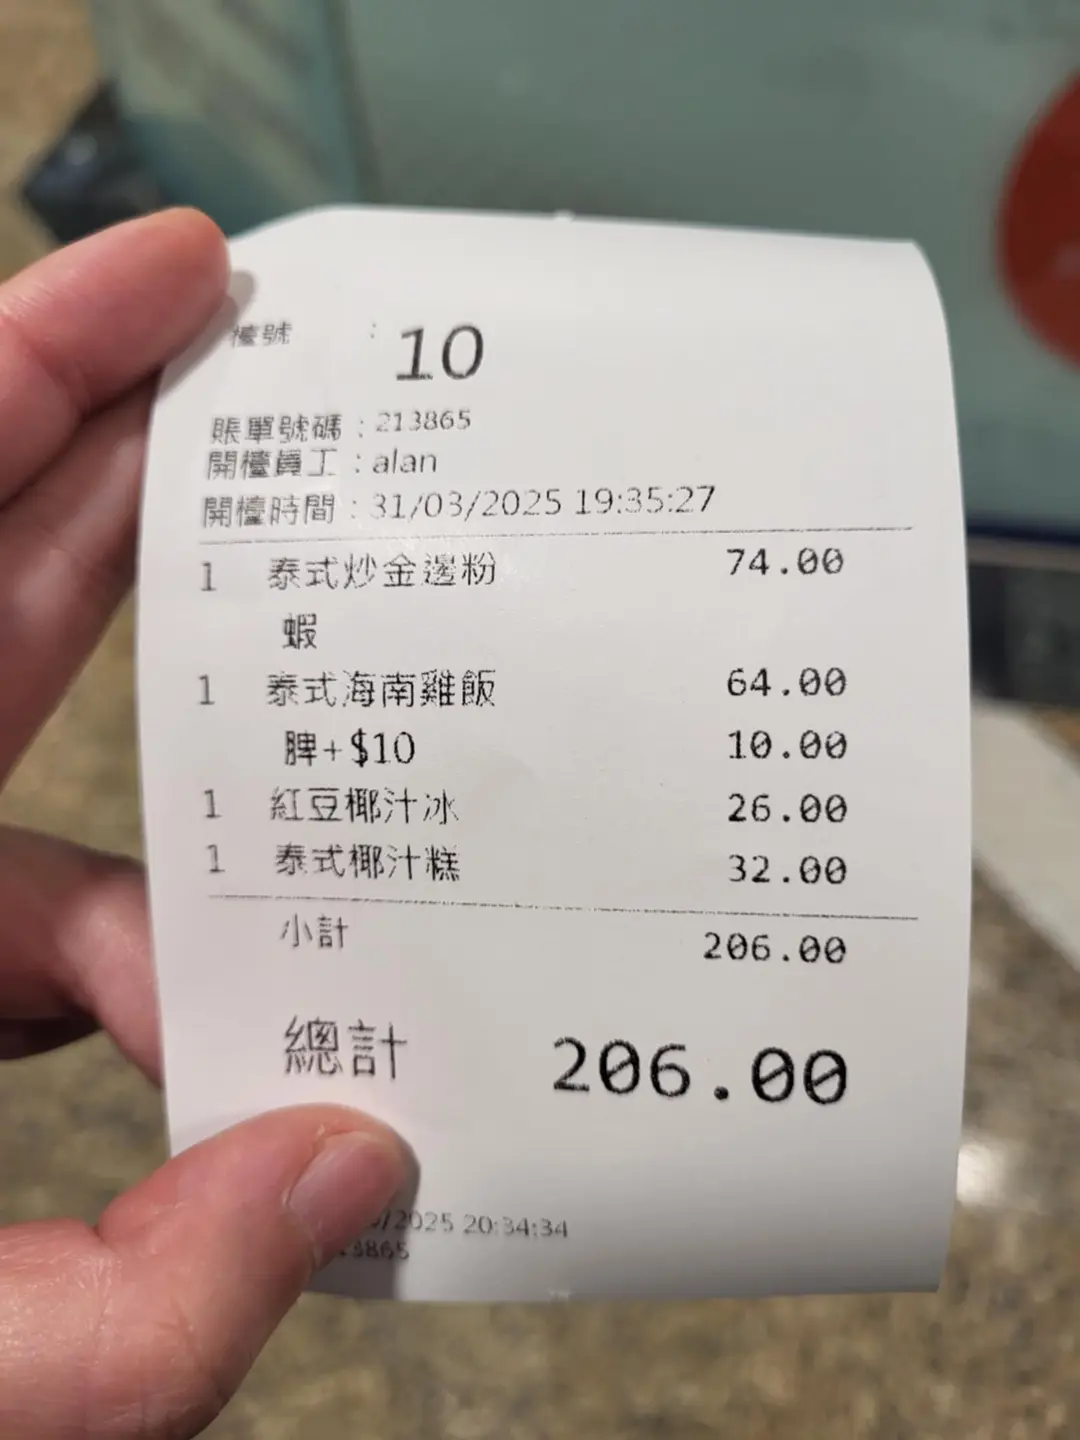 檯號 : 10
賬單號碼 : 213865
開檯員工 : alan
開檯時間 : 31/03/2025 19:35:27
1 泰式炒金邊粉 74.00
蝦
1 泰式海南雞飯 64.00
脾+$10 10.00
1 紅豆椰汁冰 26.00
1 泰式椰汁糕 32.00
小計 206.00
總計 206.00
/2025 20:34:34
13865